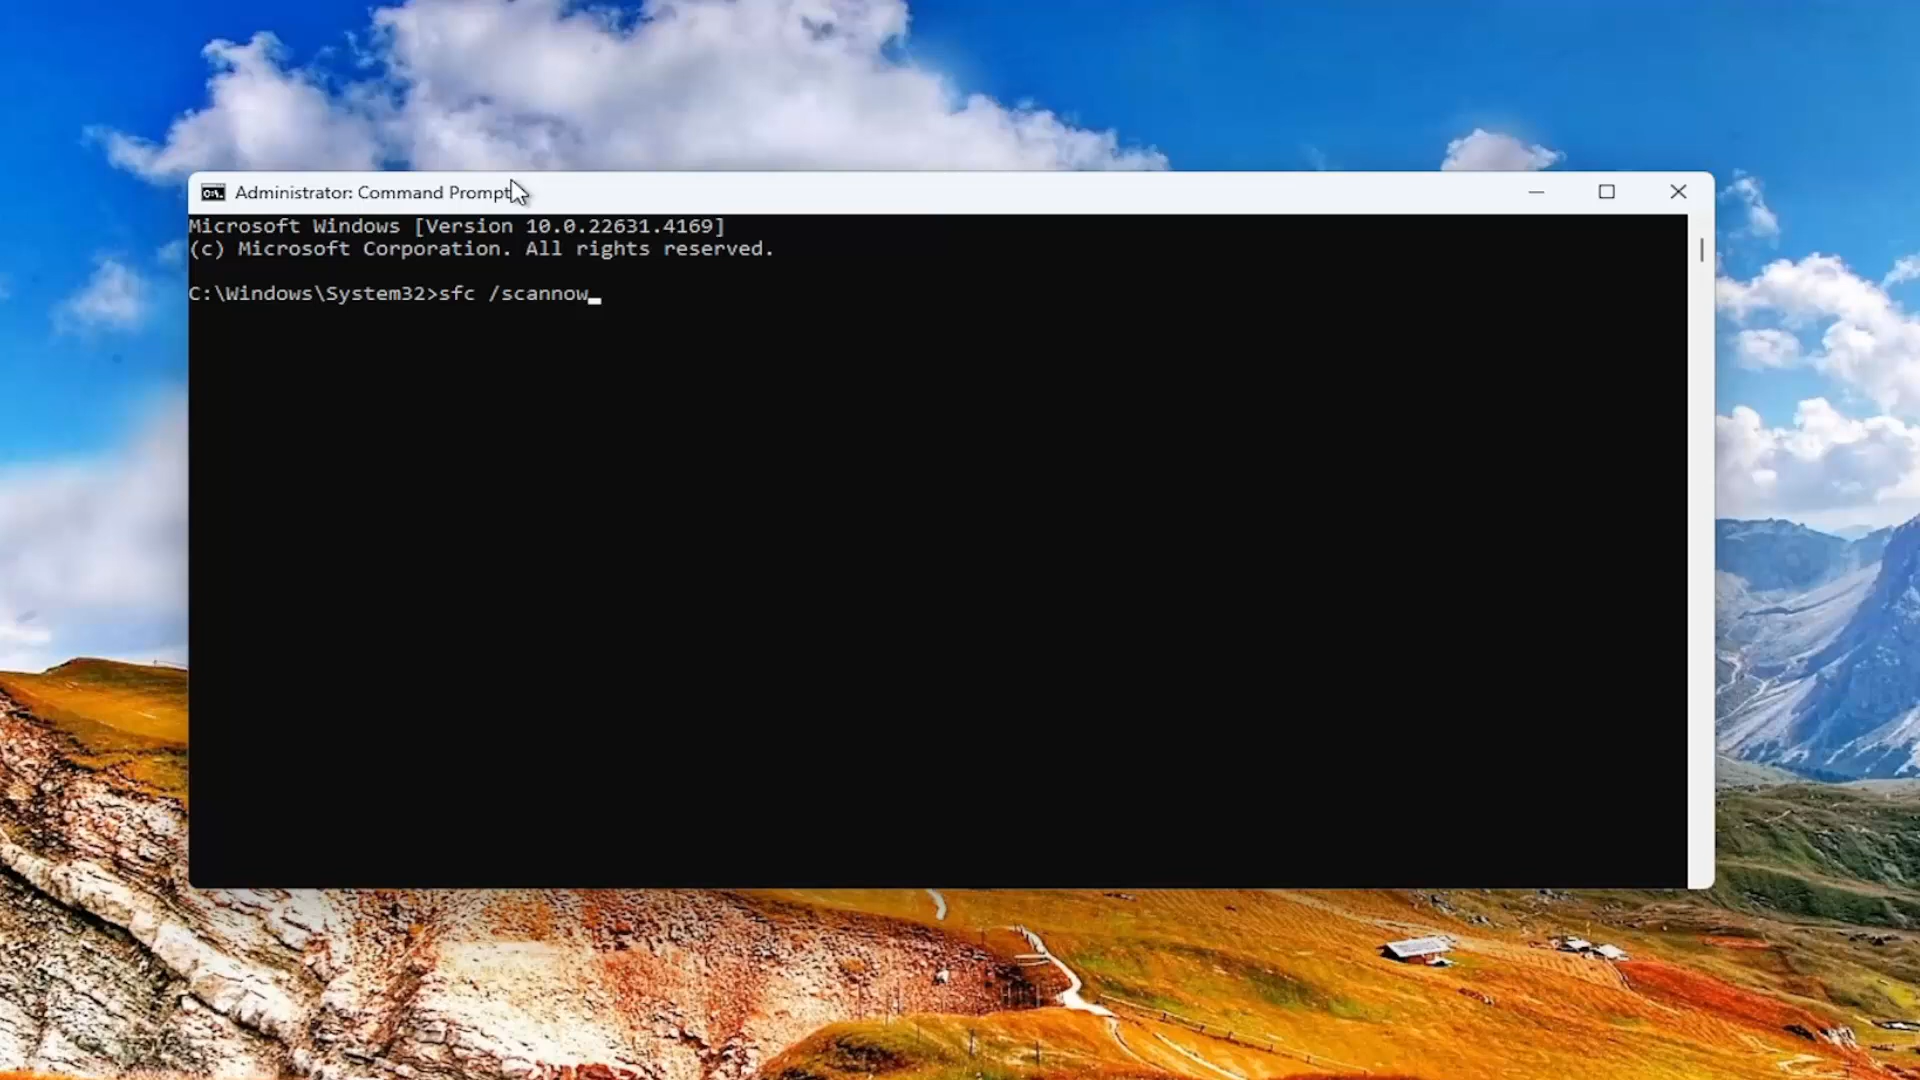 Administrator: Command Prompt
Microsoft Windows [Version 10.0.22631.4169]
(c) Microsoft Corporation. All rights reserved.
C:\Windows\System32>sfc /scannow